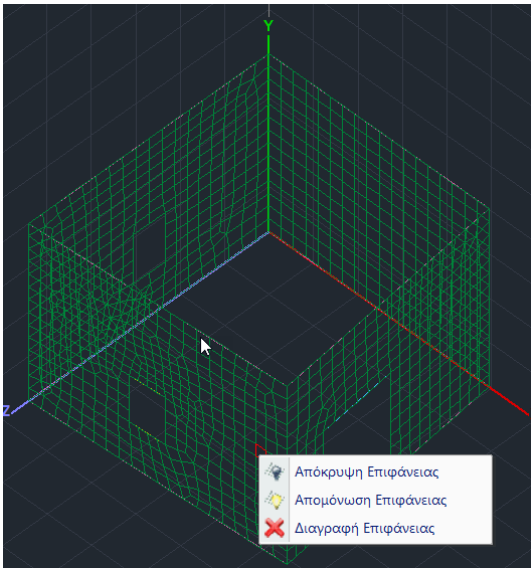 Y
Z
Απόκρυψη Επιφάνειας
Απομόνωση Επιφάνειας
Διαγραφή Επιφάνειας